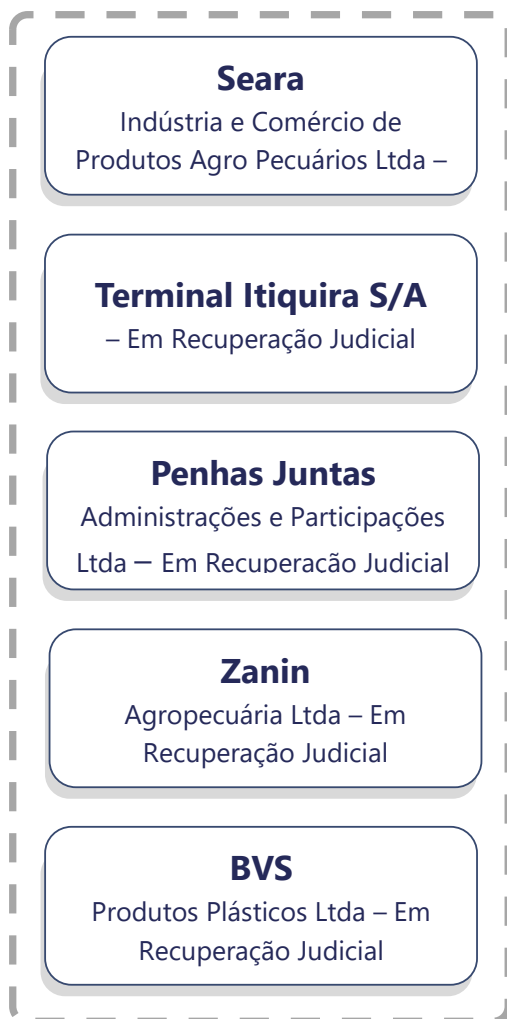 Seara
Indústria e Comércio de
Produtos Agro Pecuários Ltda –
Terminal Itiquira S/A
– Em Recuperação Judicial
Penhas Juntas
Administrações e Participações
Ltda – Em Recuperação Judicial
Zanin
Agropecuária Ltda – Em
Recuperação Judicial
BVS
Produtos Plásticos Ltda – Em
Recuperação Judicial